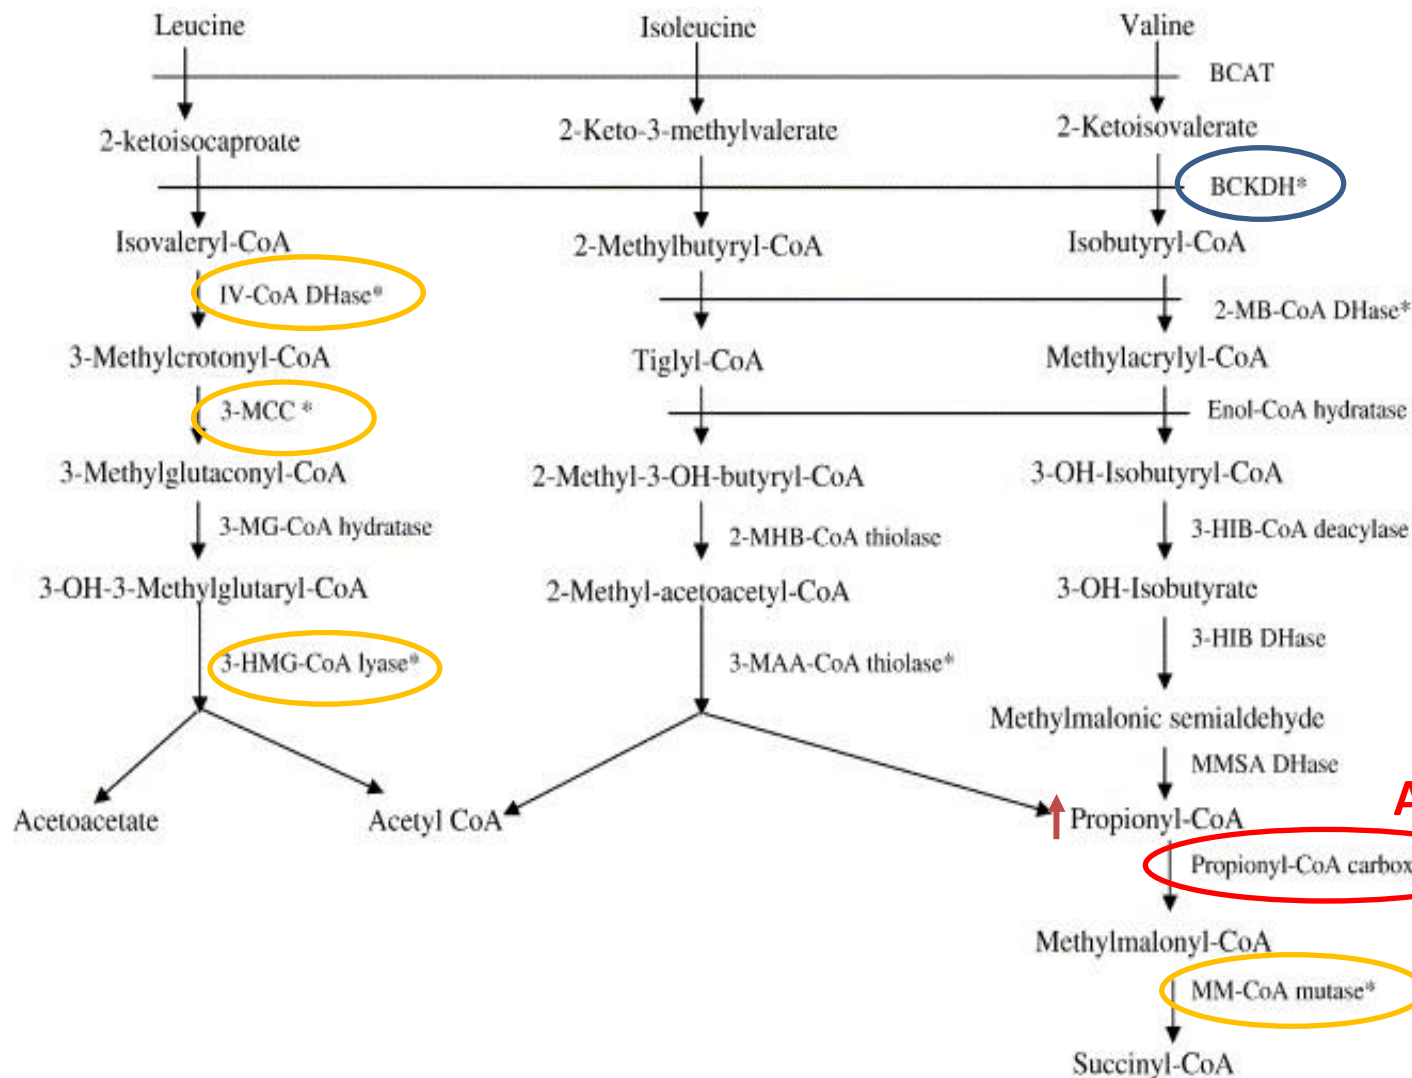 Leucine Isoleucine Valine
BCAT
2-ketoisocaproate 2-Keto-3-methylvalerate 2-Ketoisovalerate
BCKDH*
Isovaleryl-CoA 2-Methylbutyryl-CoA Isobutyryl-CoA
IV-CoA DHase* 2-MB-CoA DHase*
3-Methylcrotonyl-CoA Tiglyl-CoA Methylacrylyl-CoA
3-MCC * Enol-CoA hydratase
3-Methylglutaconyl-CoA 2-Methyl-3-OH-butyryl-CoA 3-OH-Isobutyryl-CoA
3-MG-CoA hydratase 2-MHB-CoA thiolase 3-HIB-CoA deacylase
3-OH-3-Methylglutaryl-CoA 2-Methyl-acetoacetyl-CoA 3-OH-Isobutyrate
3-HIB DHase
3-HMG-CoA lyase* 3-MAA-CoA thiolase*
Methylmalonic semialdehyde
MMSA DHase
A
Acetoacetate Acetyl CoA Propionyl-CoA
Propionyl-CoA carbox
Methylmalonyl-CoA
MM-CoA mutase*
Succinyl-CoA